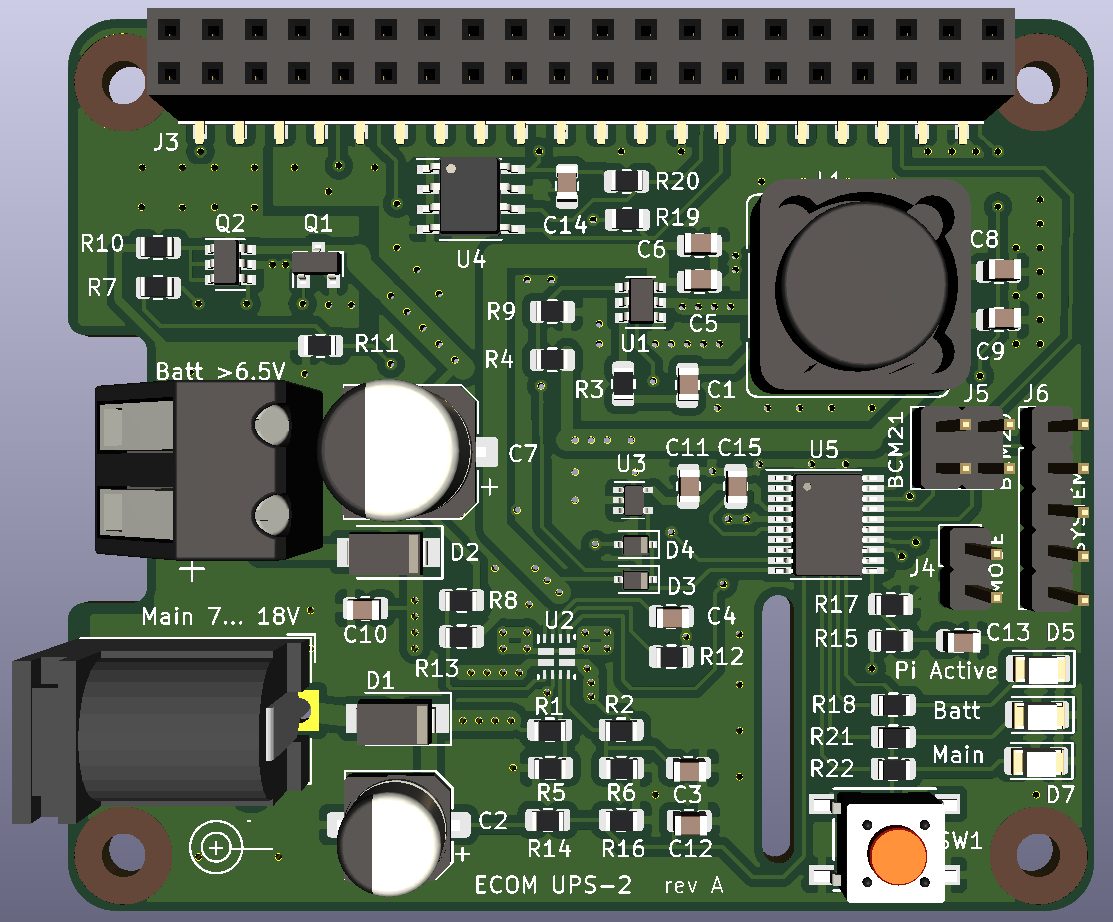 J3
R20
R19
C14
L1
Q2
Q1
R10
R7
U4
C6
C8
R9
C5
U1
C9
R11
R4
R3
C1
Batt >6.5V
J5
J6
BCM21
C7
C11
C15
U5
U3
+
SYSTEM
D2
D4
D3
J4
MODE
+
Main 7... 18V
C10
R8
U2
C4
R17
R13
R12
R15
C13
D5
Pi Active
D1
R1
R2
R18
Batt
R21
Main
R22
R5
R6
C3
D7
C2
+
R14
R16
C12
SW1
ECOM UPS-2 rev A